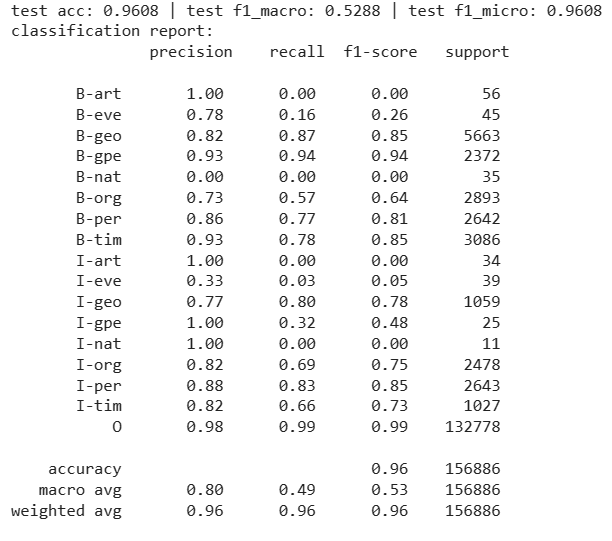 test acc: 0.9608 | test f1_macro: 0.5288 | test f1_micro: 0.9608
classification report:
precision recall f1-score support
B-art 1.00 0.00 0.00 56
B-eve 0.78 0.16 0.26 45
B-geo 0.82 0.87 0.85 5663
B-gpe 0.93 0.94 0.94 2372
B-nat 0.00 0.00 0.00 35
B-org 0.73 0.57 0.64 2893
B-per 0.86 0.77 0.81 2642
B-tim 0.93 0.78 0.85 3086
I-art 1.00 0.00 0.00 34
I-eve 0.33 0.03 0.05 39
I-geo 0.77 0.80 0.78 1059
I-gpe 1.00 0.32 0.48 25
I-nat 1.00 0.00 0.00 11
I-org 0.82 0.69 0.75 2478
I-per 0.88 0.83 0.85 2643
I-tim 0.82 0.66 0.73 1027
O 0.98 0.99 0.99 132778
accuracy 0.96 156886
macro avg 0.80 0.49 0.53 156886
weighted avg 0.96 0.96 0.96 156886